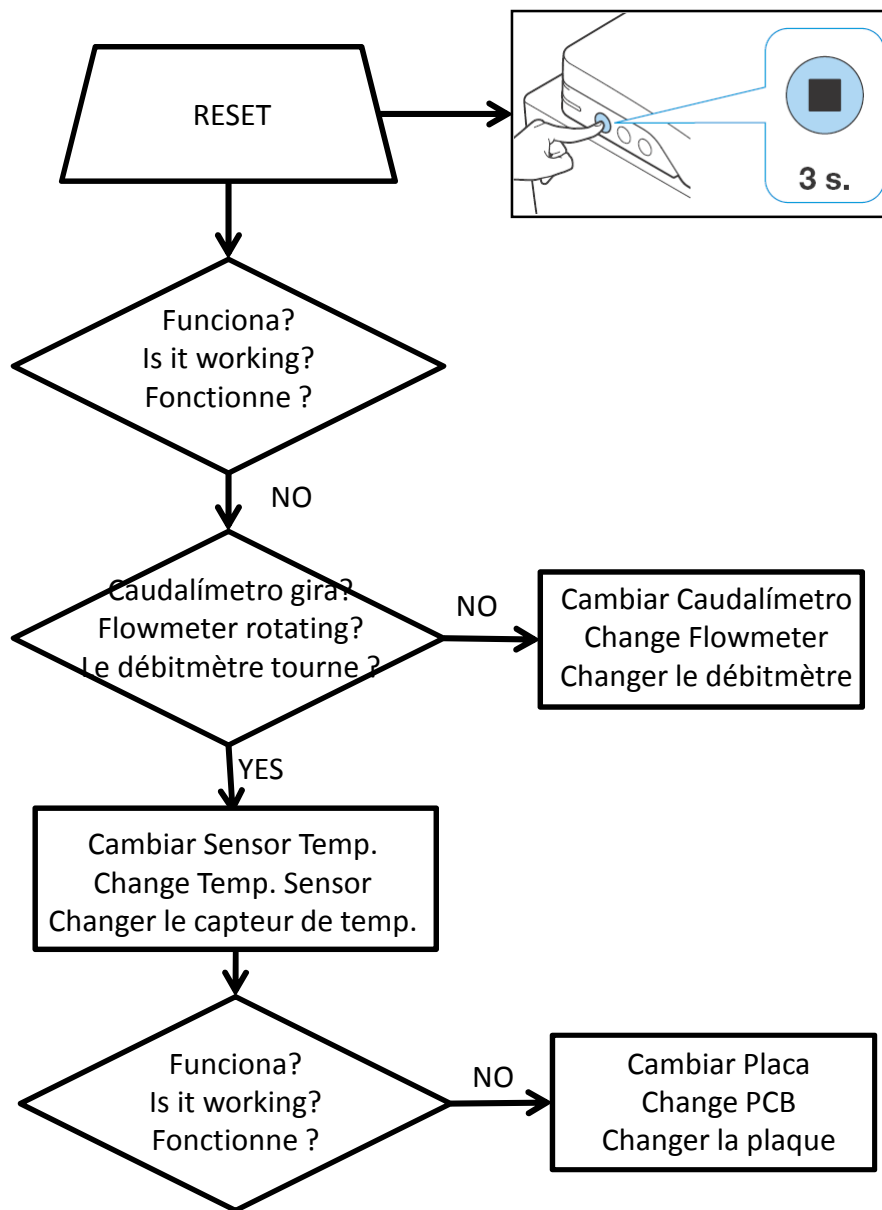 RESET
3 s.
Funciona?
Is it working?
Fonctionne ?
NO
Caudalímetro gira?
Flowmeter rotating?
Le débitmètre tourne ?
NO
Cambiar Caudalímetro
Change Flowmeter
Changer le débitmètre
YES
Cambiar Sensor Temp.
Change Temp. Sensor
Changer le capteur de temp.
Funciona?
Is it working?
Fonctionne ?
NO
Cambiar Placa
Change PCB
Changer la plaque